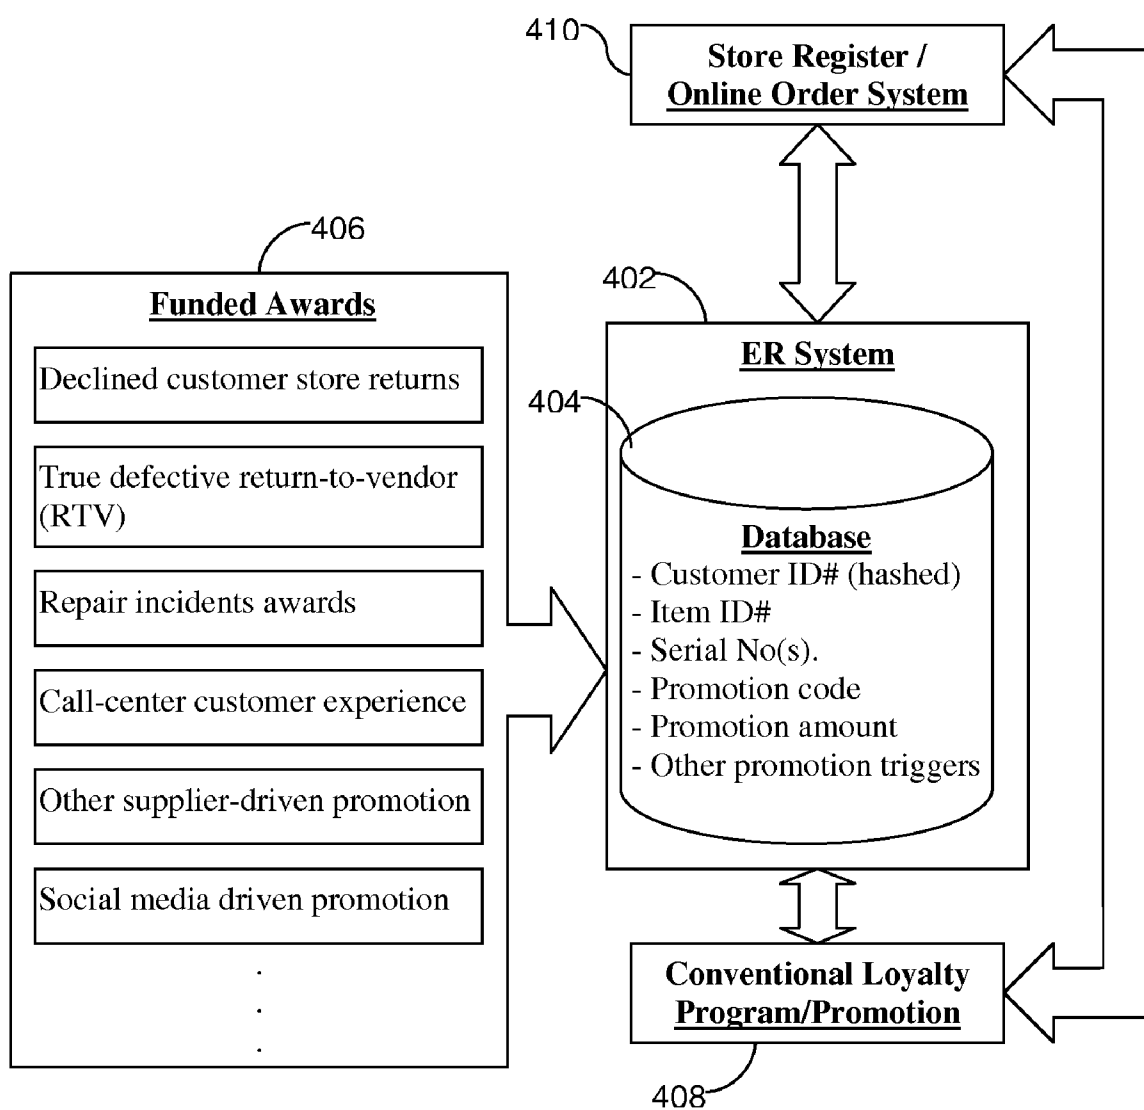 410
Store Register /
Online Order System
406
Funded Awards
Declined customer store returns
True defective return-to-vendor
(RTV)
Repair incidents awards
Call-center customer experience
Other supplier-driven promotion
Social media driven promotion
.
.
.
402
ER System
404
Database
- Customer ID# (hashed)
- Item ID#
- Serial No(s).
- Promotion code
- Promotion amount
- Other promotion triggers
Conventional Loyalty
Program/Promotion
408